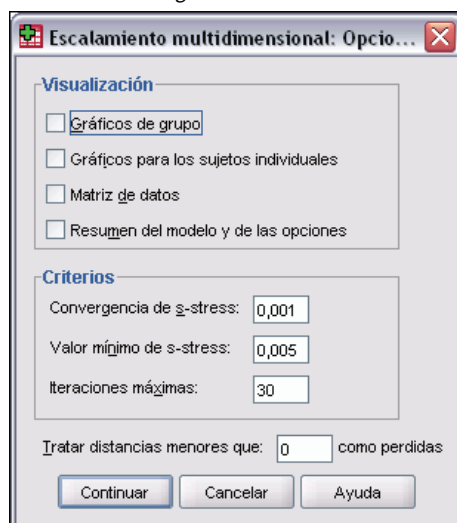 Escalamiento multidimensional: Opcio...
Visualización
Gráficos de grupo
Gráficos para los sujetos individuales
Matriz de datos
Resumen del modelo y de las opciones
Criterios
Convergencia de s-stress: 0,001
Valor mínimo de s-stress: 0,005
Iteraciones máximas: 30
Tratar distancias menores que: 0 como perdidas
Continuar Cancelar Ayuda